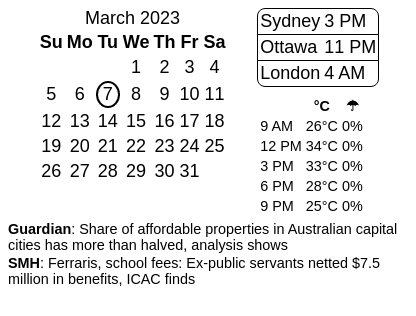 March 2023
Su Mo Tu We Th Fr Sa
1 2 3 4
5 6 7 8 9 10 11
12 13 14 15 16 17 18
19 20 21 22 23 24 25
26 27 28 29 30 31
Sydney 3 PM
Ottawa 11 PM
London 4 AM
°C ☂
9 AM 26°C 0%
12 PM 34°C 0%
3 PM 33°C 0%
6 PM 28°C 0%
9 PM 25°C 0%
Guardian: Share of affordable properties in Australian capital
cities has more than halved, analysis shows
SMH: Ferraris, school fees: Ex-public servants netted $7.5
million in benefits, ICAC finds